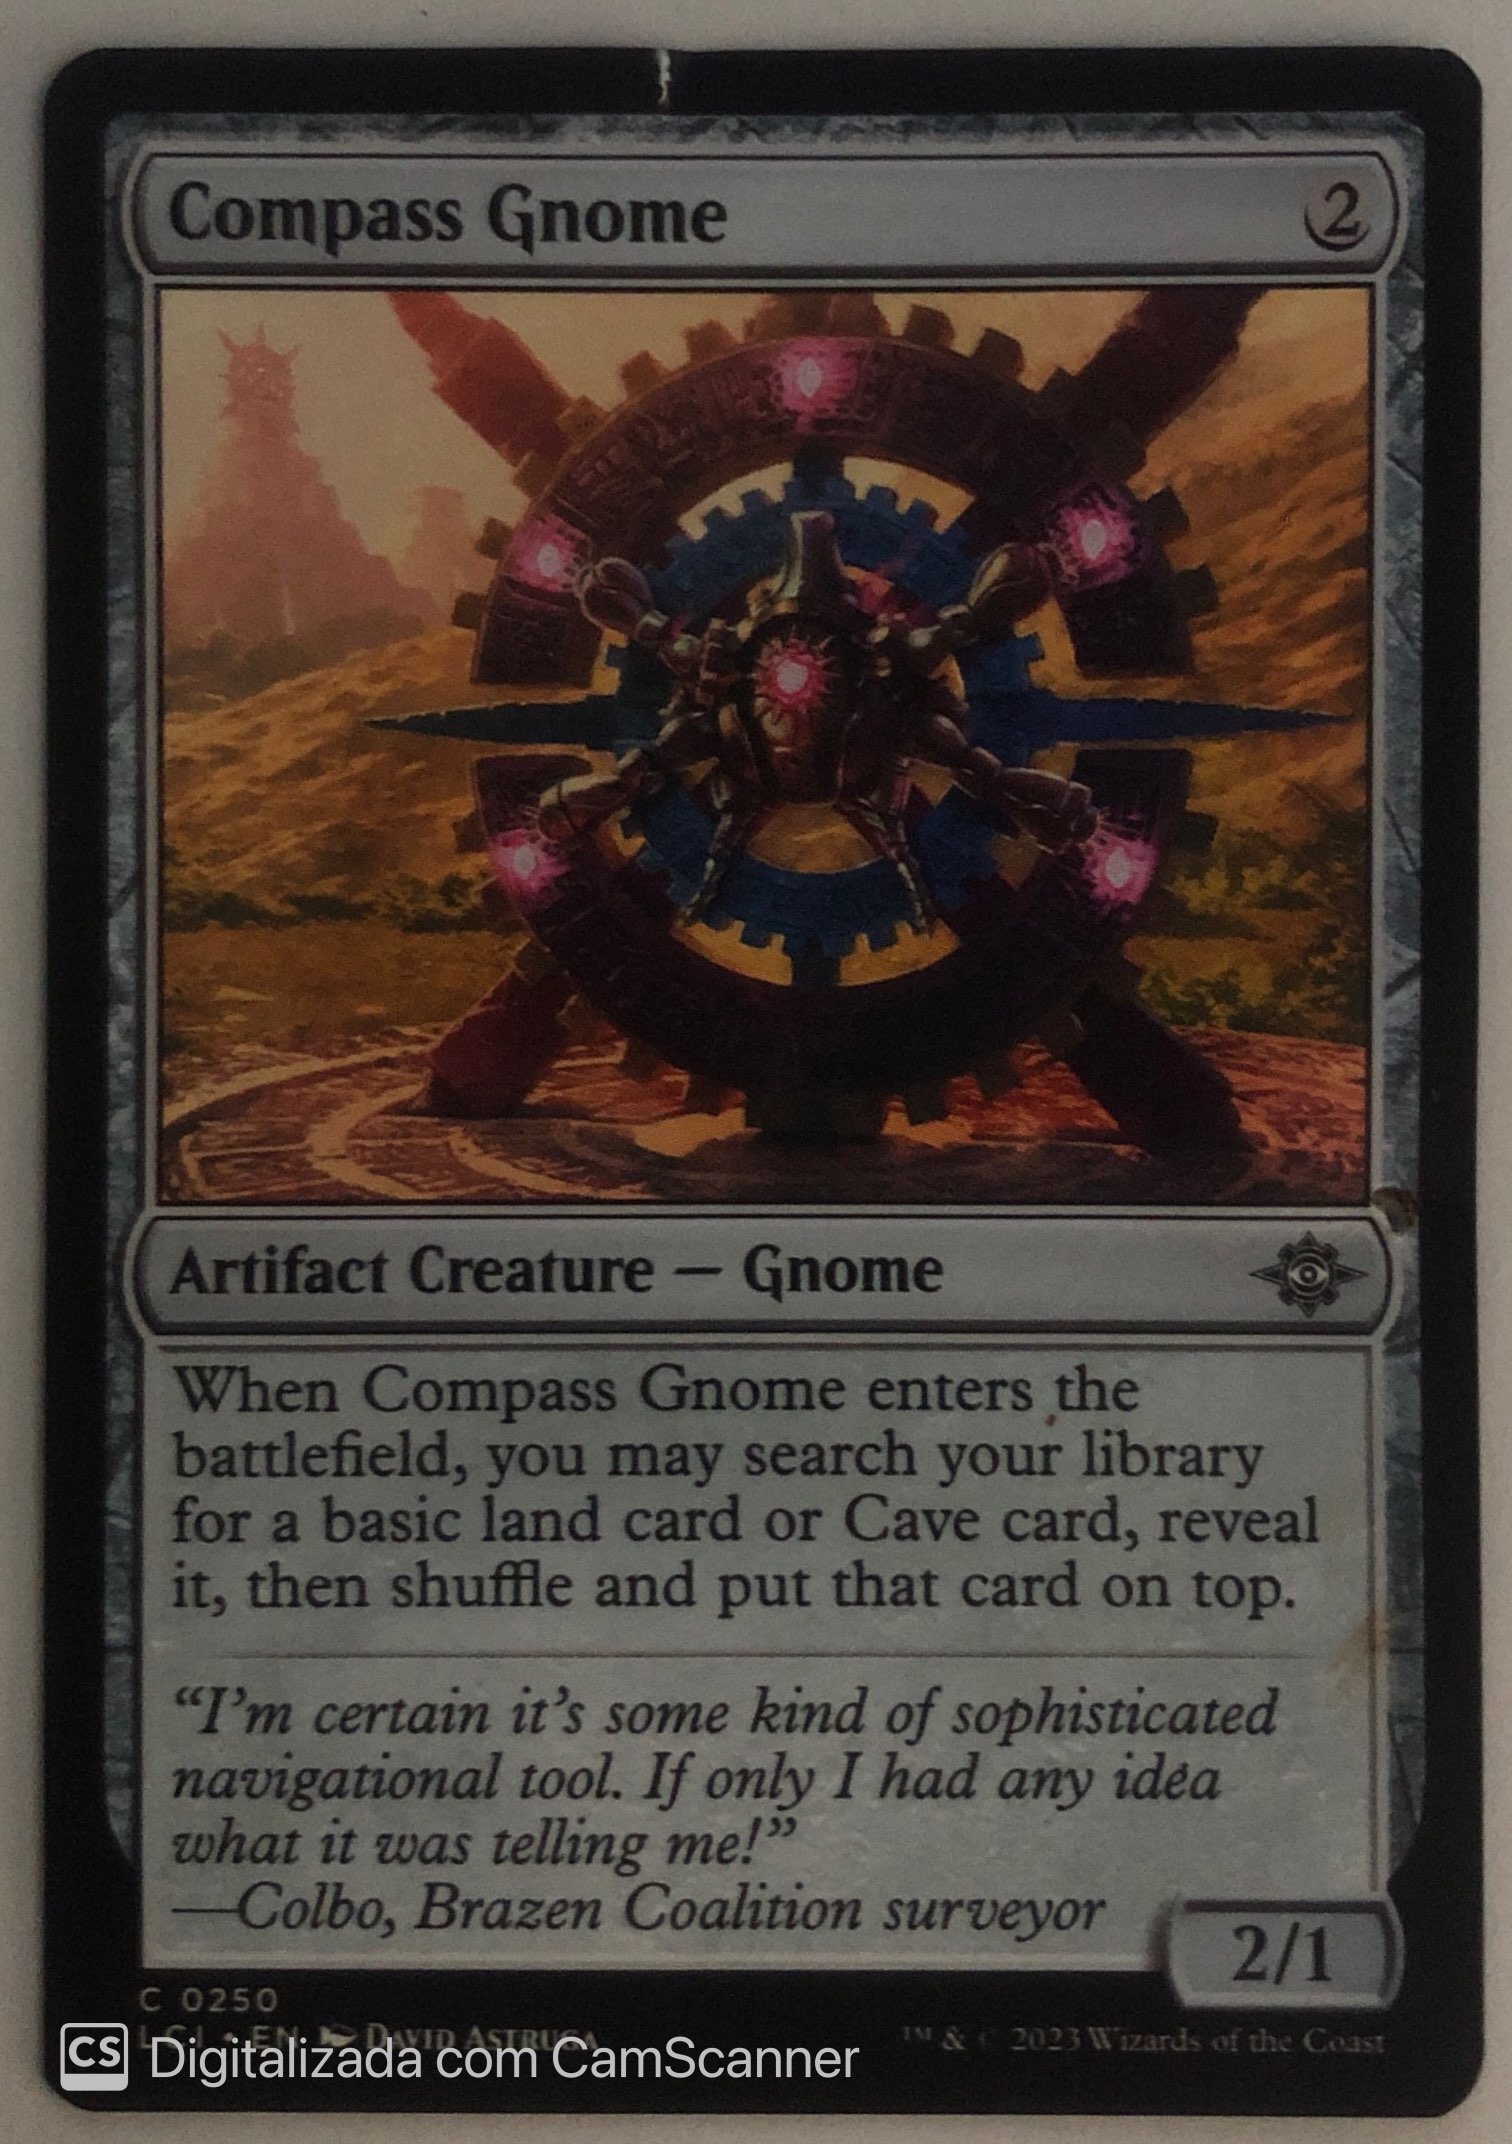 Compass Gnome 2
Artifact Creature — Gnome
When Compass Gnome enters the
battlefield, you may search your library
for a basic land card or Cave card, reveal
it, then shuffle and put that card on top.
“I’m certain it’s some kind of sophisticated
navigational tool. If only I had any idea
what it was telling me!”
—Colbo, Brazen Coalition surveyor
2/1
C 0250
LCI • EN DAVID ASTRUGA ™ & © 2023 Wizards of the Coast
CS Digitalizada com CamScanner